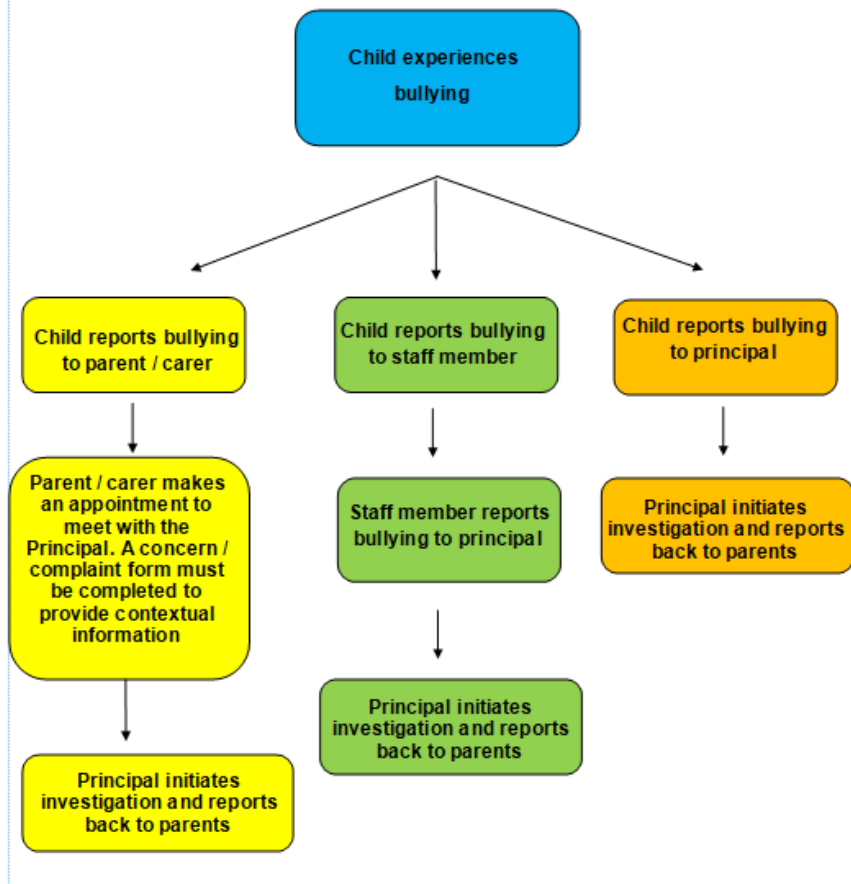 Child experiences
bullying
Child reports bullying
to parent / carer
Parent / carer makes
an appointment to
meet with the
Principal. A concern /
complaint form must
be completed to
provide contextual
information
Principal initiates
investigation and reports
back to parents
Child reports bullying
to staff member
Staff member reports
bullying to principal
Principal initiates
investigation and reports
back to parents
Child reports bullying
to principal
Principal initiates
investigation and reports
back to parents